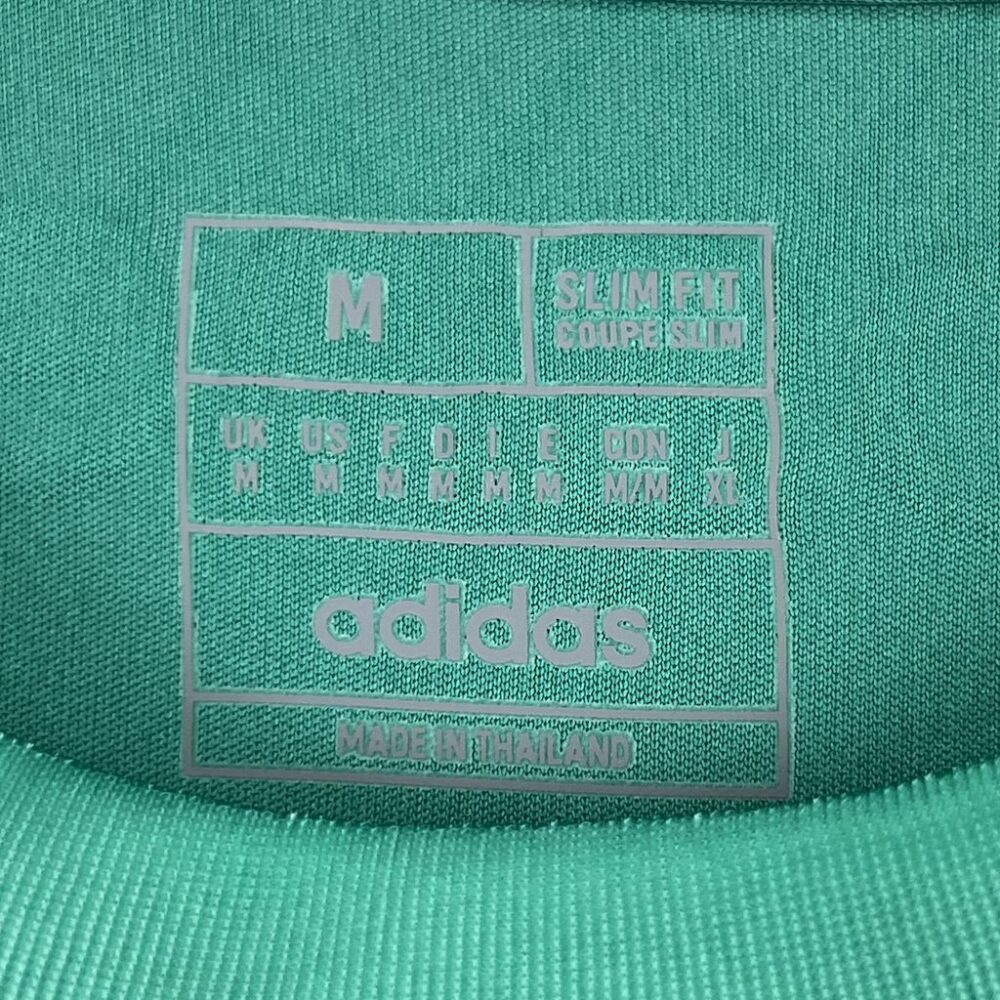 M
SLIM FIT
COUPE SLIM
UK US F D I E CDN J
M M M M M M M/M XL
adidas
MADE IN THAILAND